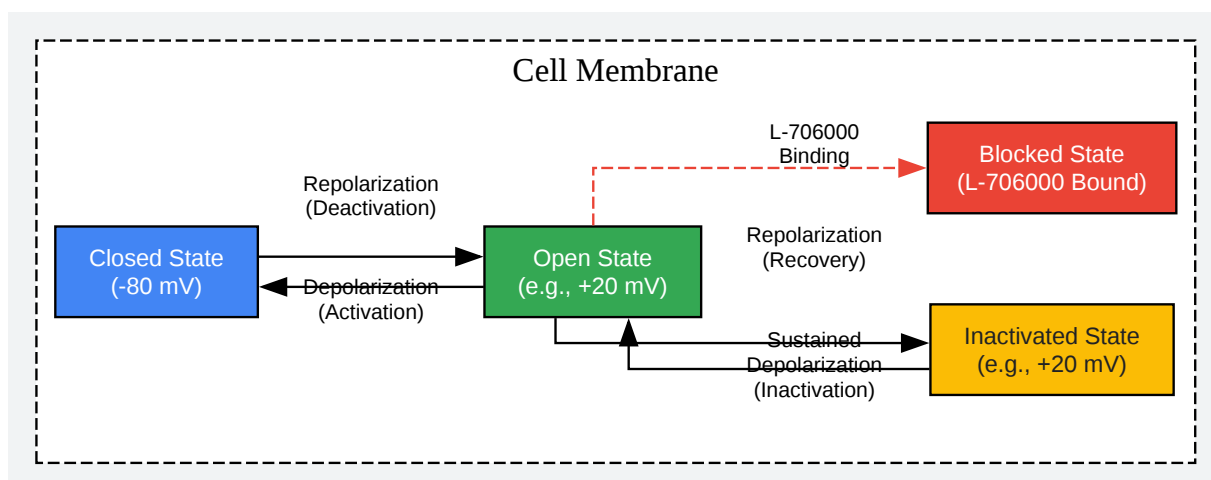 Cell Membrane
L-706000
Binding
Blocked State
(L-706000 Bound)
Repolarization
(Deactivation)
Closed State
(-80 mV)
Depolarization
(Activation)
Open State
(e.g., +20 mV)
Repolarization
(Recovery)
Sustained
Depolarization
(Inactivation)
Inactivated State
(e.g., +20 mV)